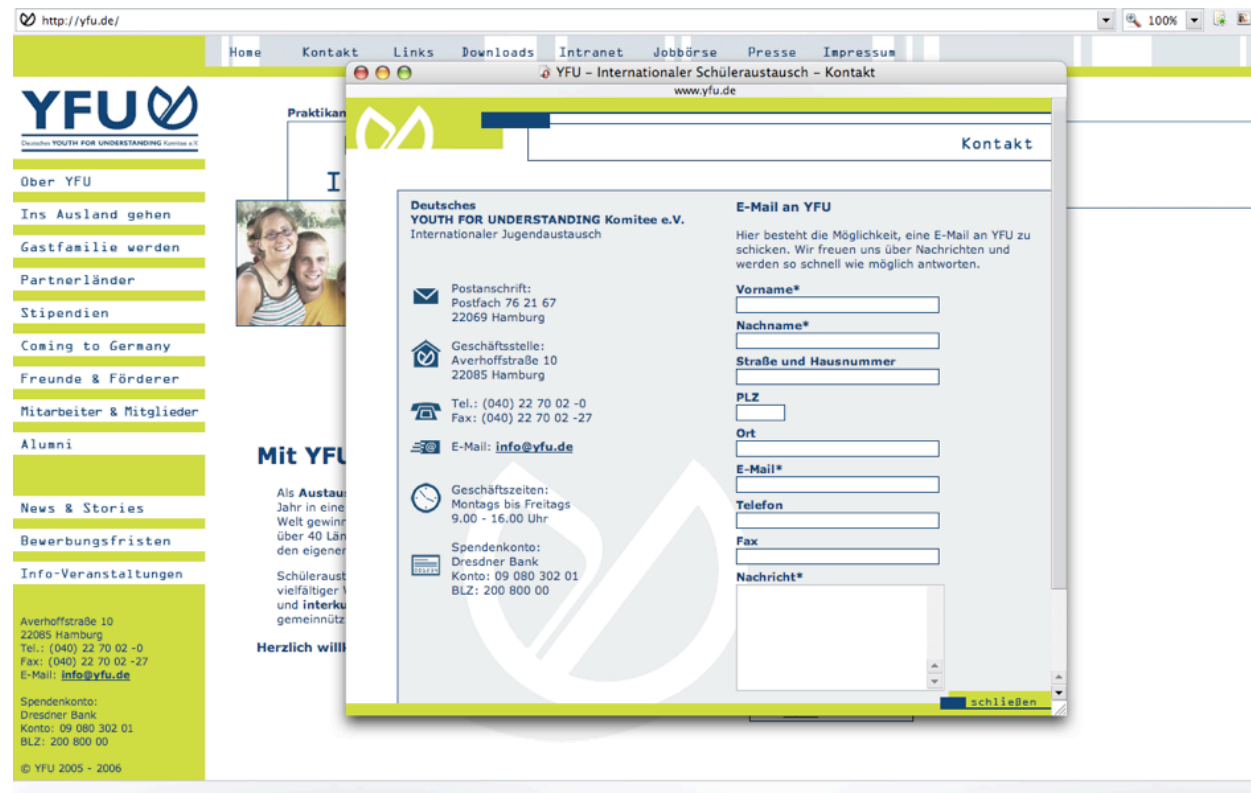 http://yfu.de/
100%
Home Kontakt Links Downloads Intranet Jobbörse Presse Impressum
YFU – Internationaler Schüleraustausch – Kontakt
www.yfu.de
YFU
Deutsches YOUTH FOR UNDERSTANDING Komitee e.V.
Über YFU
Ins Ausland gehen
Gastfamilie werden
Partnerländer
Stipendien
Coming to Germany
Freunde & Förderer
Mitarbeiter & Mitglieder
Alumni
News & Stories
Bewerbungsfristen
Info-Veranstaltungen
Averhoffstraße 10
22085 Hamburg
Tel.: (040) 22 70 02 -0
Fax: (040) 22 70 02 -27
E-Mail: info@yfu.de
Spendenkonto:
Dresdner Bank
Konto: 09 080 302 01
BLZ: 200 800 00
© YFU 2005 - 2006
Praktikan
I
Mit YFU
Als Austau
Jahr in eine
Welt gewinn
über 40 Län
den eigenen
Schüleraust
vielfältiger
und interku
gemeinnütz
Herzlich will
Kontakt
Deutsches
YOUTH FOR UNDERSTANDING Komitee e.V.
Internationaler Jugendaustausch
Postanschrift:
Postfach 76 21 67
22069 Hamburg
Geschäftsstelle:
Averhoffstraße 10
22085 Hamburg
Tel.: (040) 22 70 02 -0
Fax: (040) 22 70 02 -27
E-Mail: info@yfu.de
Geschäftszeiten:
Montags bis Freitags
9.00 - 16.00 Uhr
Spendenkonto:
Dresdner Bank
Konto: 09 080 302 01
BLZ: 200 800 00
E-Mail an YFU
Hier besteht die Möglichkeit, eine E-Mail an YFU zu
schicken. Wir freuen uns über Nachrichten und
werden so schnell wie möglich antworten.
Vorname*
Nachname*
Straße und Hausnummer
PLZ
Ort
E-Mail*
Telefon
Fax
Nachricht*
schließen